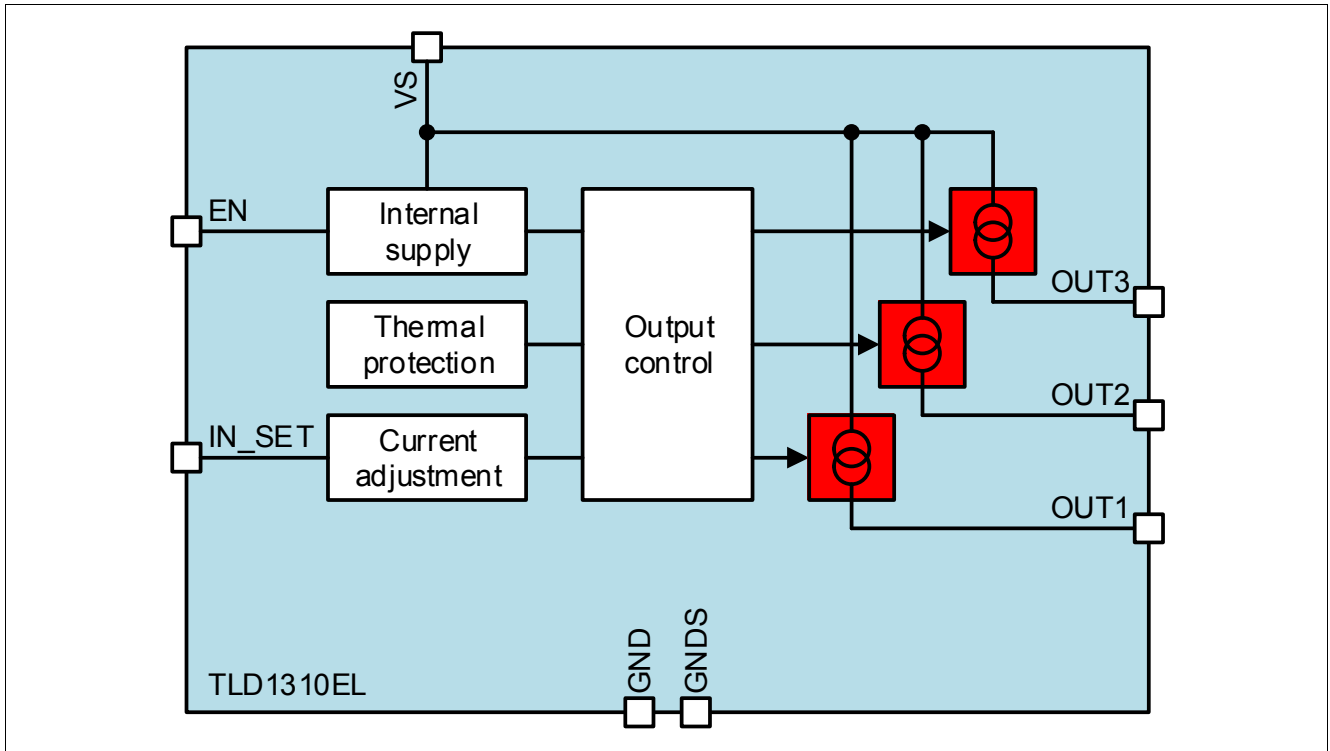 VS
EN
Internal
supply
Thermal
protection
Output
control
OUT3
OUT2
IN_SET
Current
adjustment
OUT1
GND
GNDS
TLD1310EL